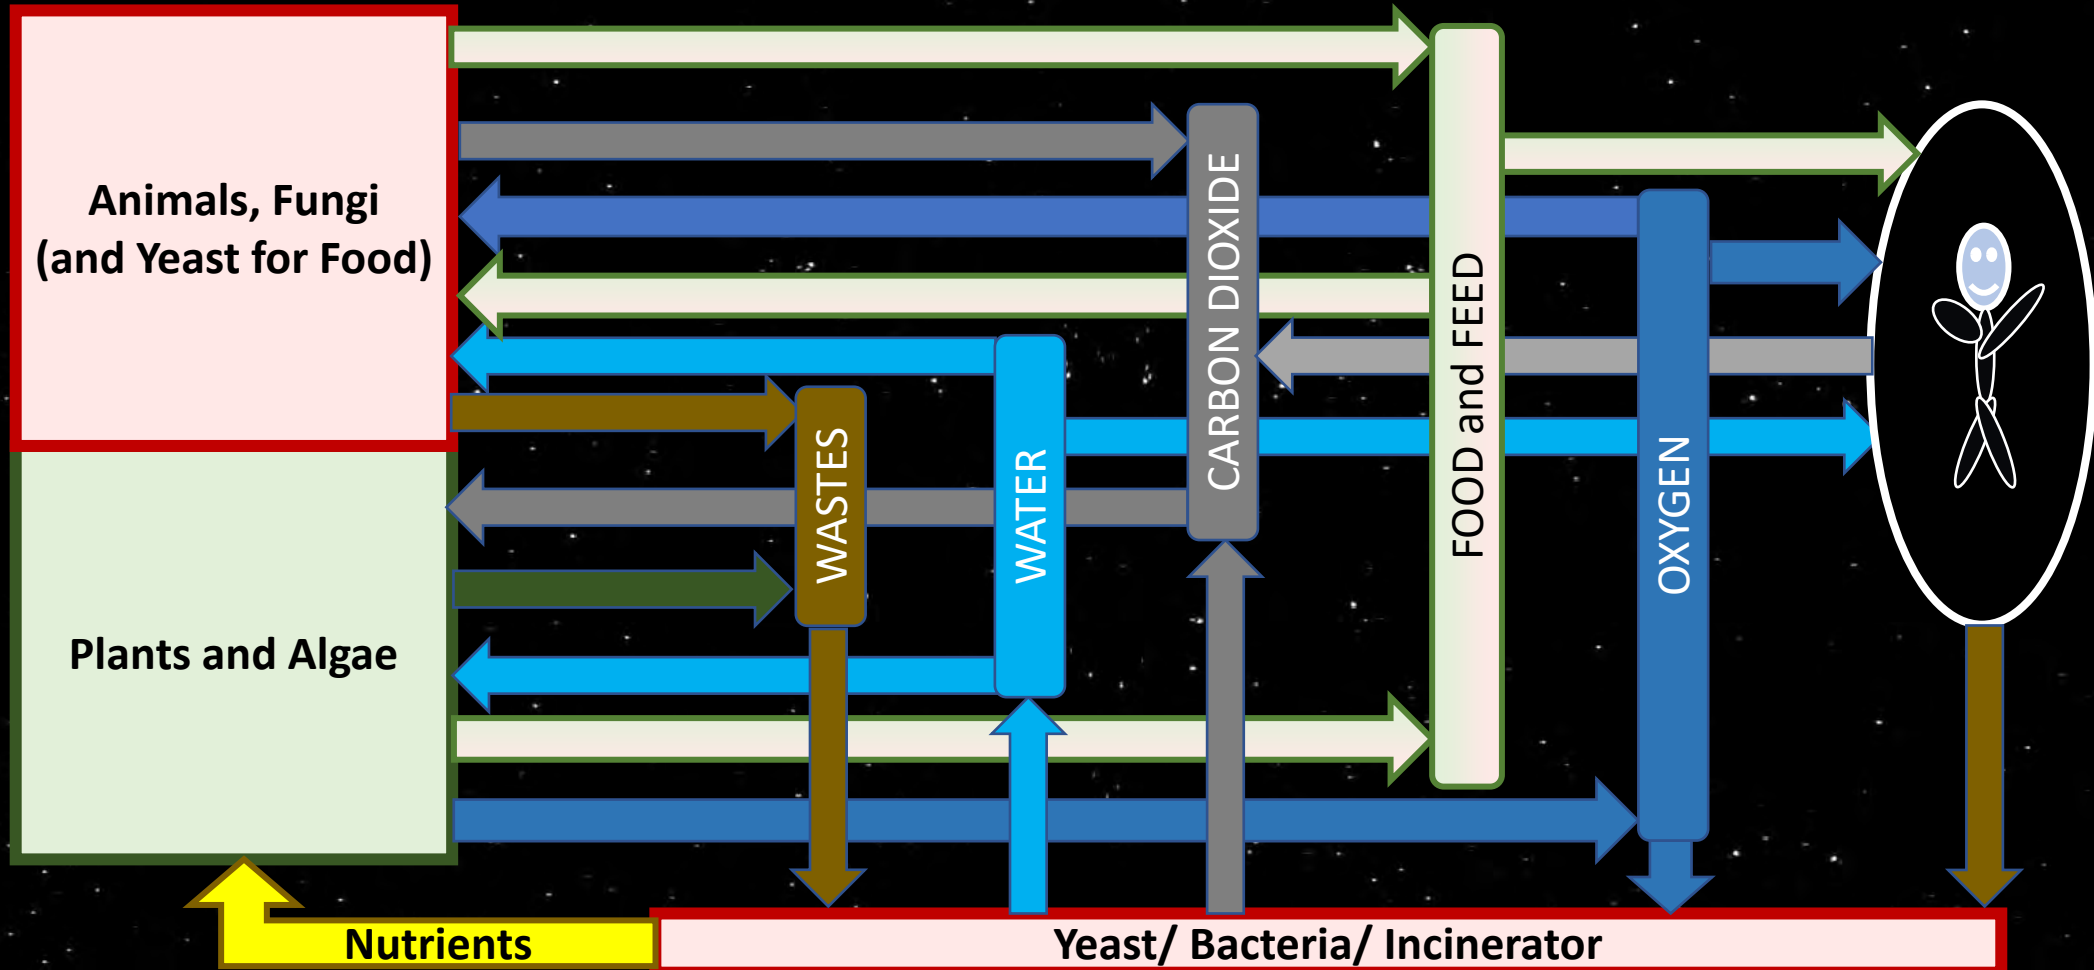 Animals, Fungi
(and Yeast for Food)
Plants and Algae
WASTES
WATER
CARBON DIOXIDE
FOOD and FEED
OXYGEN
Nutrients
Yeast/ Bacteria/ Incinerator